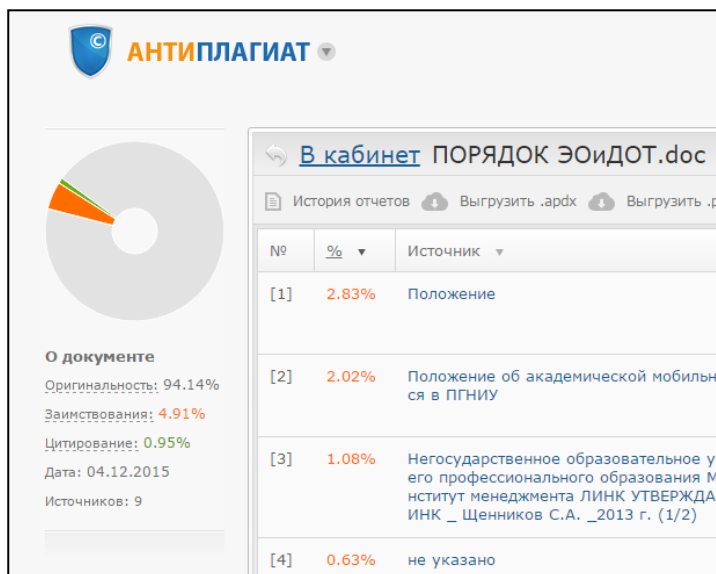 ©
АНТИПЛАГИАТ
В кабинет ПОРЯДОК ЭОиДОТ.doc
История отчетов Выгрузить .apdx Выгрузить
№ % Источник
[1] 2.83% Положение
О документе
Оригинальность: 94.14%
Заимствования: 4.91%
Цитирование: 0.95%
Дата: 04.12.2015
Источников: 9
[2] 2.02% Положение об академической мобильн
ся в ПГНИУ
[3] 1.08% Негосударственное образовательное у
его профессионального образования М
нститут менеджмента ЛИНК УТВЕРЖДА
ИНК _ Щенников С.А. _2013 г. (1/2)
[4] 0.63% не указано